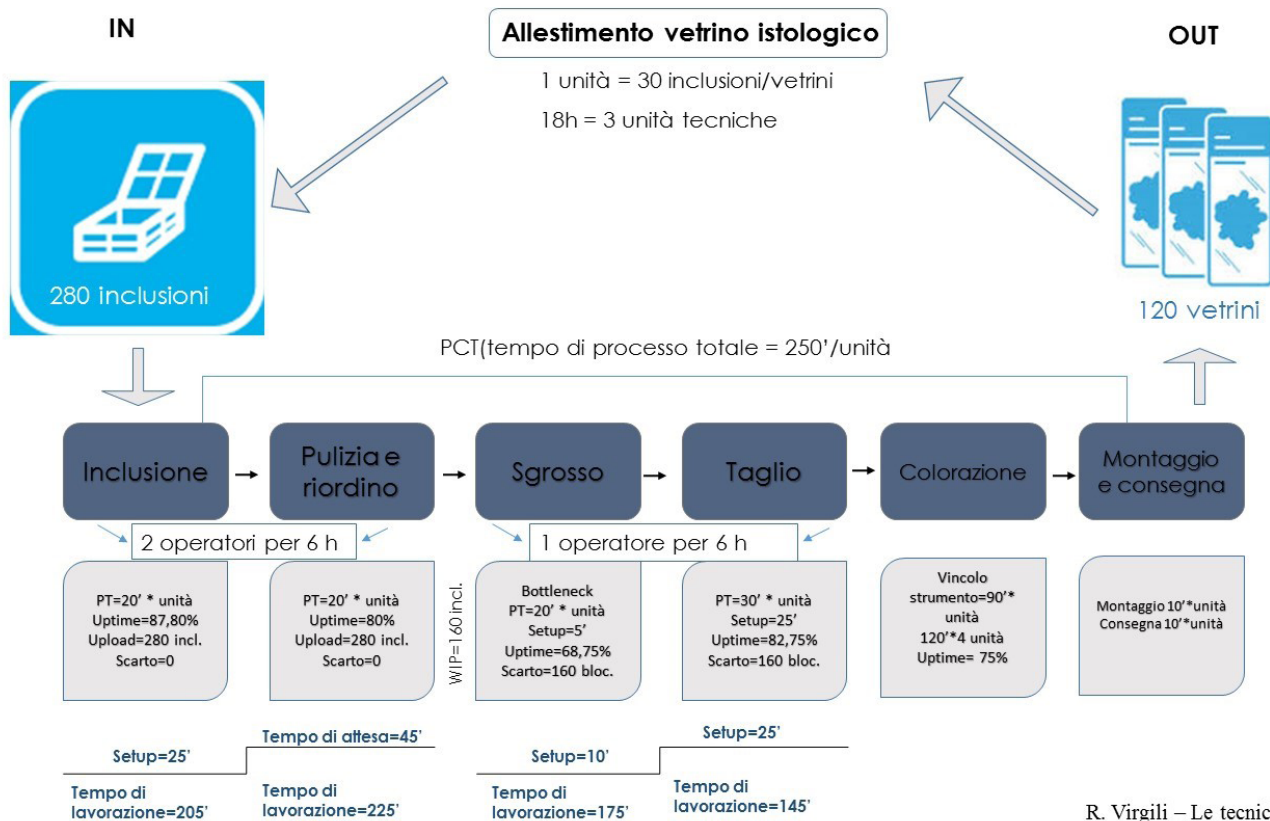 IN
Allestimento vetrino istologico
OUT
1 unità = 30 inclusioni/vetrini
18h = 3 unità tecniche
280 inclusioni
120 vetrini
PCT(tempo di processo totale = 250'/unità
Inclusione
Pulizia e
riordino
Sgrosso
Taglio
Colorazione
Montaggio
e consegna
2 operatori per 6 h
1 operatore per 6 h
PT=20' * unità
Uptime=87,80%
Upload=280 incl.
Scarto=0
PT=20' * unità
Uptime=80%
Upload=280 incl.
Scarto=0
WIP=160 incl.
Bottleneck
PT=20' * unità
Setup=5'
Uptime=68,75%
Scarto=160 bloc.
PT=30' * unità
Setup=25'
Uptime=82,75%
Scarto=160 bloc.
Vincolo
strumento=90'*
unità
120'*4 unità
Uptime= 75%
Montaggio 10'*unità
Consegna 10'*unità
Setup=25'
Tempo di attesa=45'
Setup=10'
Setup=25'
Tempo di
lavorazione=205'
Tempo di
lavorazione=225'
Tempo di
lavorazione=175'
Tempo di
lavorazione=145'
R. Virgili – Le tecnic